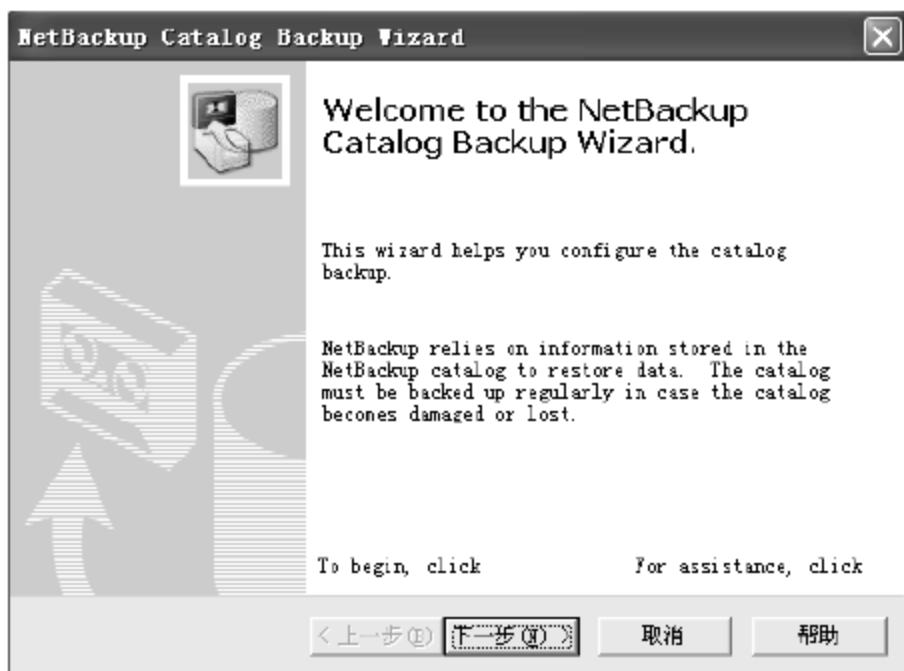 NetBackup Catalog Backup Wizard
Welcome to the NetBackup
Catalog Backup Wizard.
This wizard helps you configure the catalog
backup.
NetBackup relies on information stored in the
NetBackup catalog to restore data. The catalog
must be backed up regularly in case the catalog
becomes damaged or lost.
To begin, click
For assistance, click
< 上一步(B)
下一步(N) >
取消
帮助